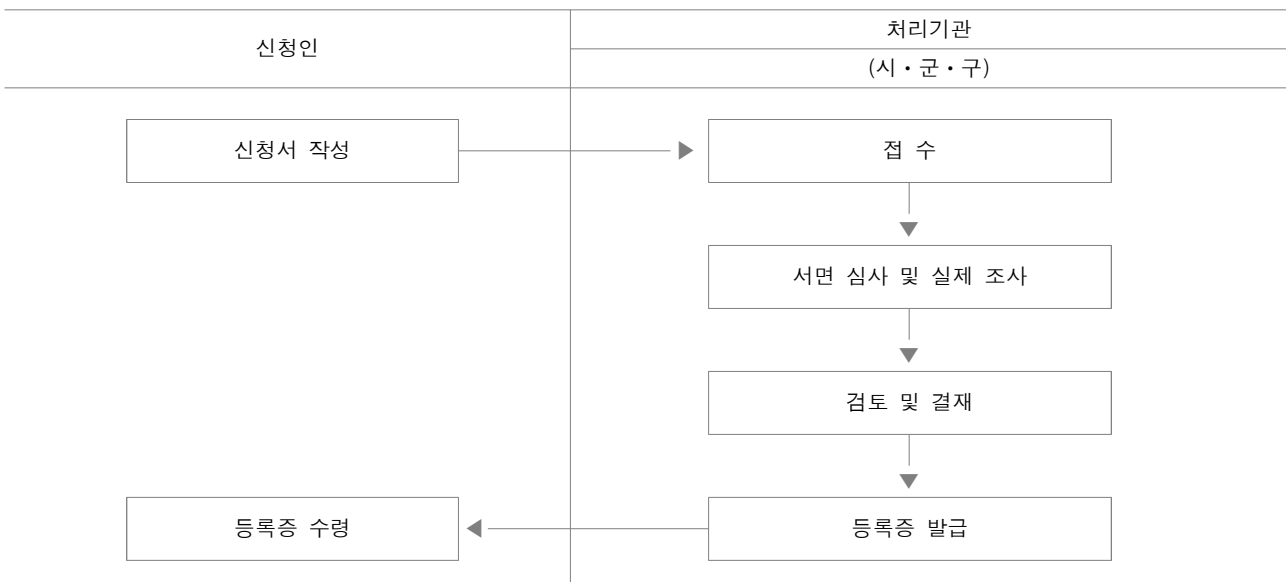 신청인
처리기관
(시・군・구)
신청서 작성
접 수
서면 심사 및 실제 조사
검토 및 결재
등록증 수령
등록증 발급